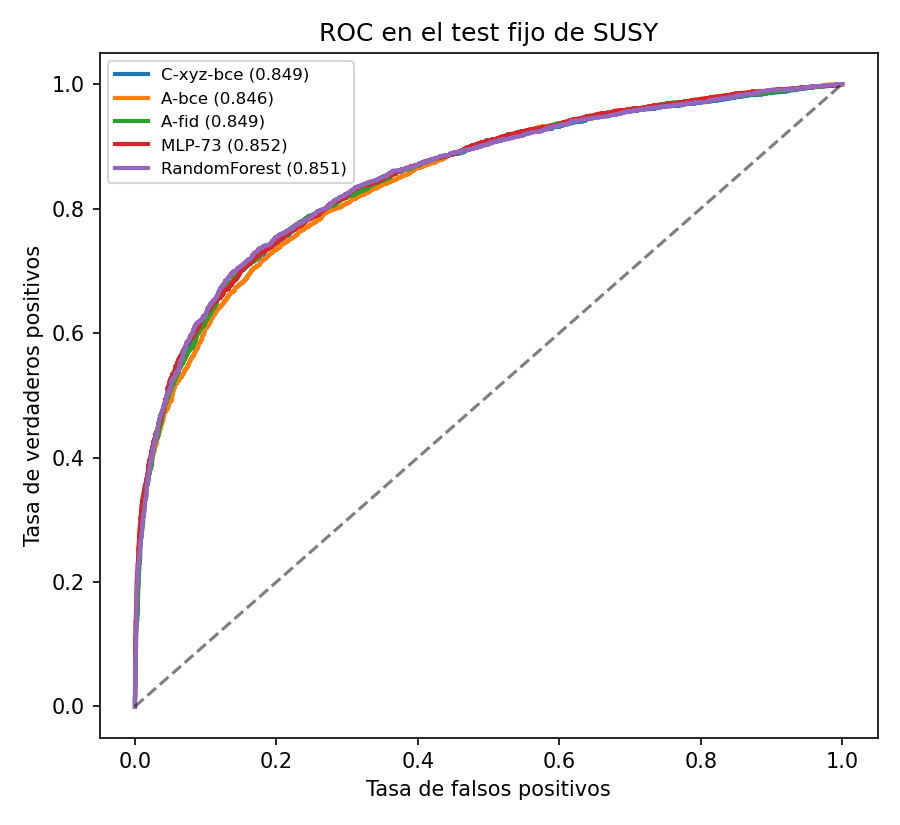 ROC en el test fijo de SUSY
C-xyz-bce (0.849)
A-bce (0.846)
A-fid (0.849)
MLP-73 (0.852)
RandomForest (0.851)
1.0
0.8
0.6
0.4
0.2
0.0
Tasa de verdaderos positivos
0.0 0.2 0.4 0.6 0.8 1.0
Tasa de falsos positivos